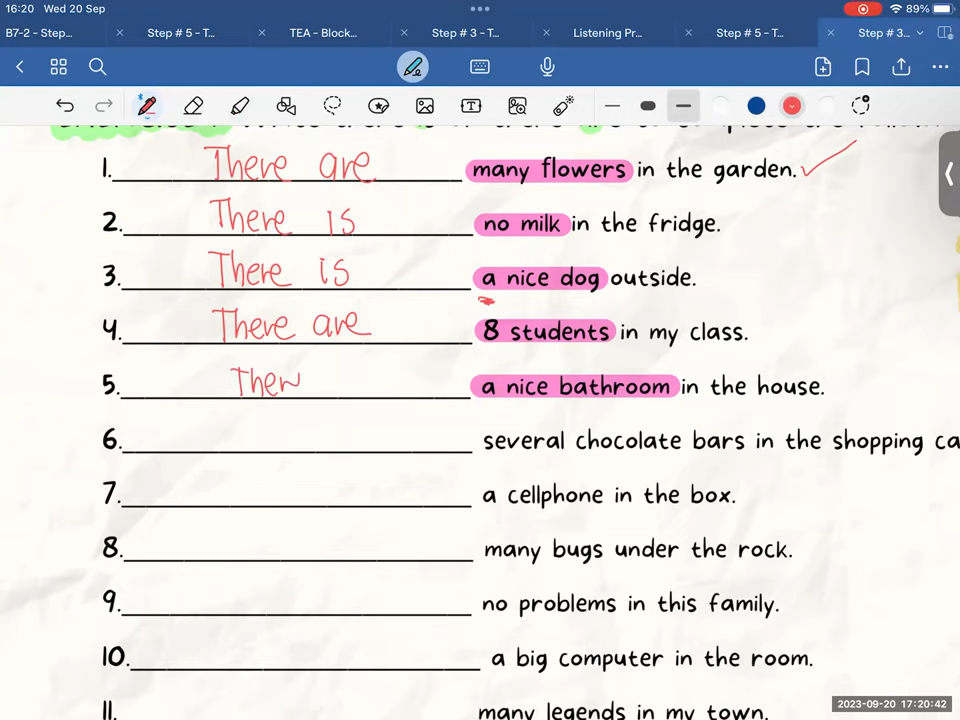 16:20 Wed 20 Sep 89%
B7-2 - Step... Step # 5 - T... TEA - Block... Step # 3 - T... Listening Pr... Step # 5 - T... Step # 3...
1. There are many flowers in the garden.
2. There is no milk in the fridge.
3. There is a nice dog outside.
4. There are 8 students in my class.
5. Ther a nice bathroom in the house.
6. several chocolate bars in the shopping ca
7. a cellphone in the box.
8. many bugs under the rock.
9. no problems in this family.
10. a big computer in the room.
11. many legends in my town.
2023-09-20 17:20:42